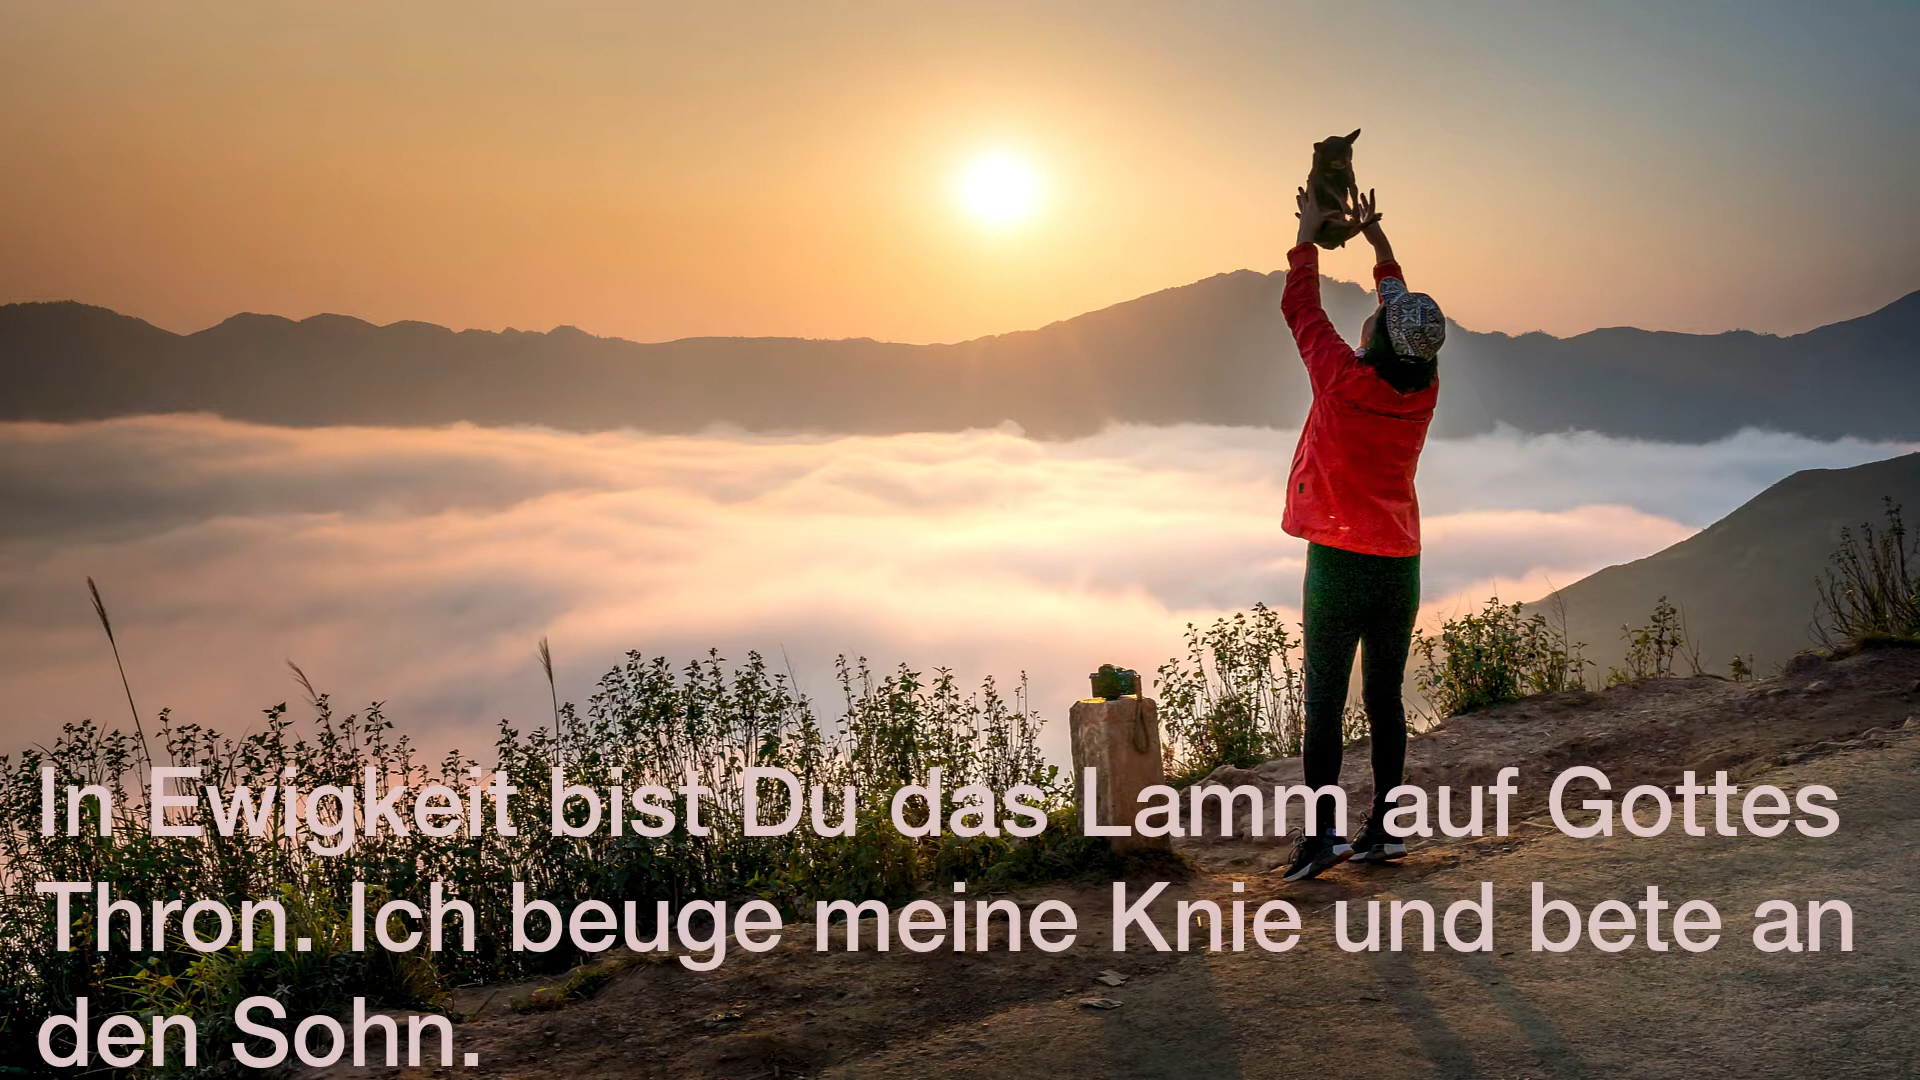 In Ewigkeit bist Du das Lamm auf Gottes
Thron. Ich beuge meine Knie und bete an
den Sohn.